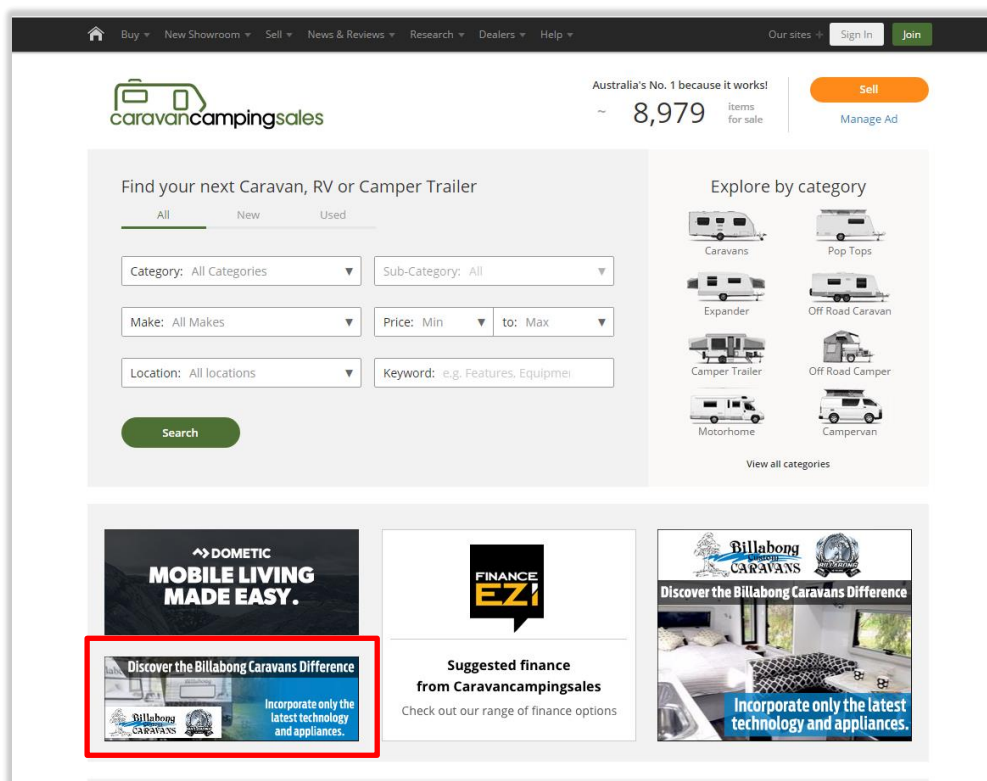 Buy New Showroom Sell News & Reviews Research Dealers Help Our sites + Sign In Join
caravancampingsales
Australia's No. 1 because it works!
~ 8,979 items for sale
Sell
Manage Ad
Find your next Caravan, RV or Camper Trailer
All New Used
Category: All Categories
Sub-Category: All
Make: All Makes
Price: Min to: Max
Location: All locations
Keyword: e.g. Features, Equipme
Search
Explore by category
Caravans Pop Tops
Expander Off Road Caravan
Camper Trailer Off Road Camper
Motorhome Campervan
View all categories
DOMETIC
MOBILE LIVING
MADE EASY.
Discover the Billabong Caravans Difference
Incorporate only the
latest technology
and appliances.
Billabong
Custom
CARAVANS
FINANCE
EZi
Suggested finance
from Caravancampingsales
Check out our range of finance options
Billabong
Custom
CARAVANS
BILLABONG
Discover the Billabong Caravans Difference
Incorporate only the latest
technology and appliances.